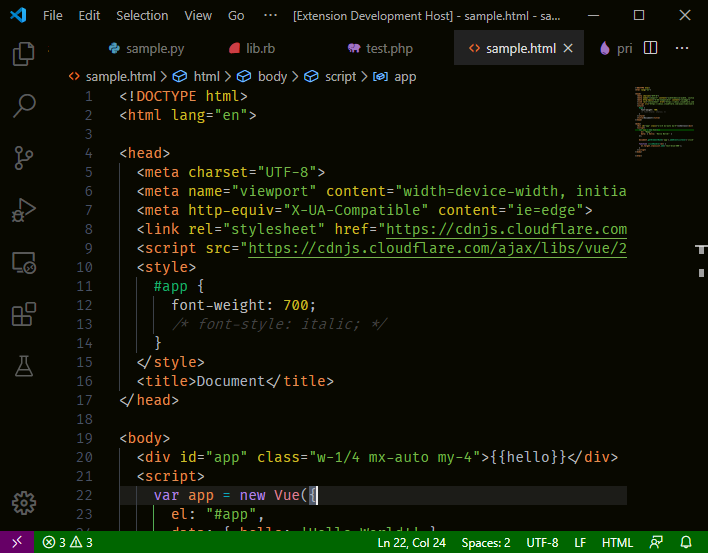 File Edit Selection View Go ··· [Extension Development Host] - sample.html - sa...
sample.py lib.rb test.php sample.html pri ···
sample.html > html > body > script > app
1 <!DOCTYPE html>
2 <html lang="en">
3
4 <head>
5 <meta charset="UTF-8">
6 <meta name="viewport" content="width=device-width, initia
7 <meta http-equiv="X-UA-Compatible" content="ie=edge">
8 <link rel="stylesheet" href="https://cdnjs.cloudflare.com
9 <script src="https://cdnjs.cloudflare.com/ajax/libs/vue/2
10 <style>
11 #app {
12 font-weight: 700;
13 /* font-style: italic; */
14 }
15 </style>
16 <title>Document</title>
17 </head>
18
19 <body>
20 <div id="app" class="w-1/4 mx-auto my-4">{{hello}}</div>
21 <script>
22 var app = new Vue({
23 el: "#app",
24 data: { hello: 'Hello World!' }
3 3 Ln 22, Col 24 Spaces: 2 UTF-8 LF HTML